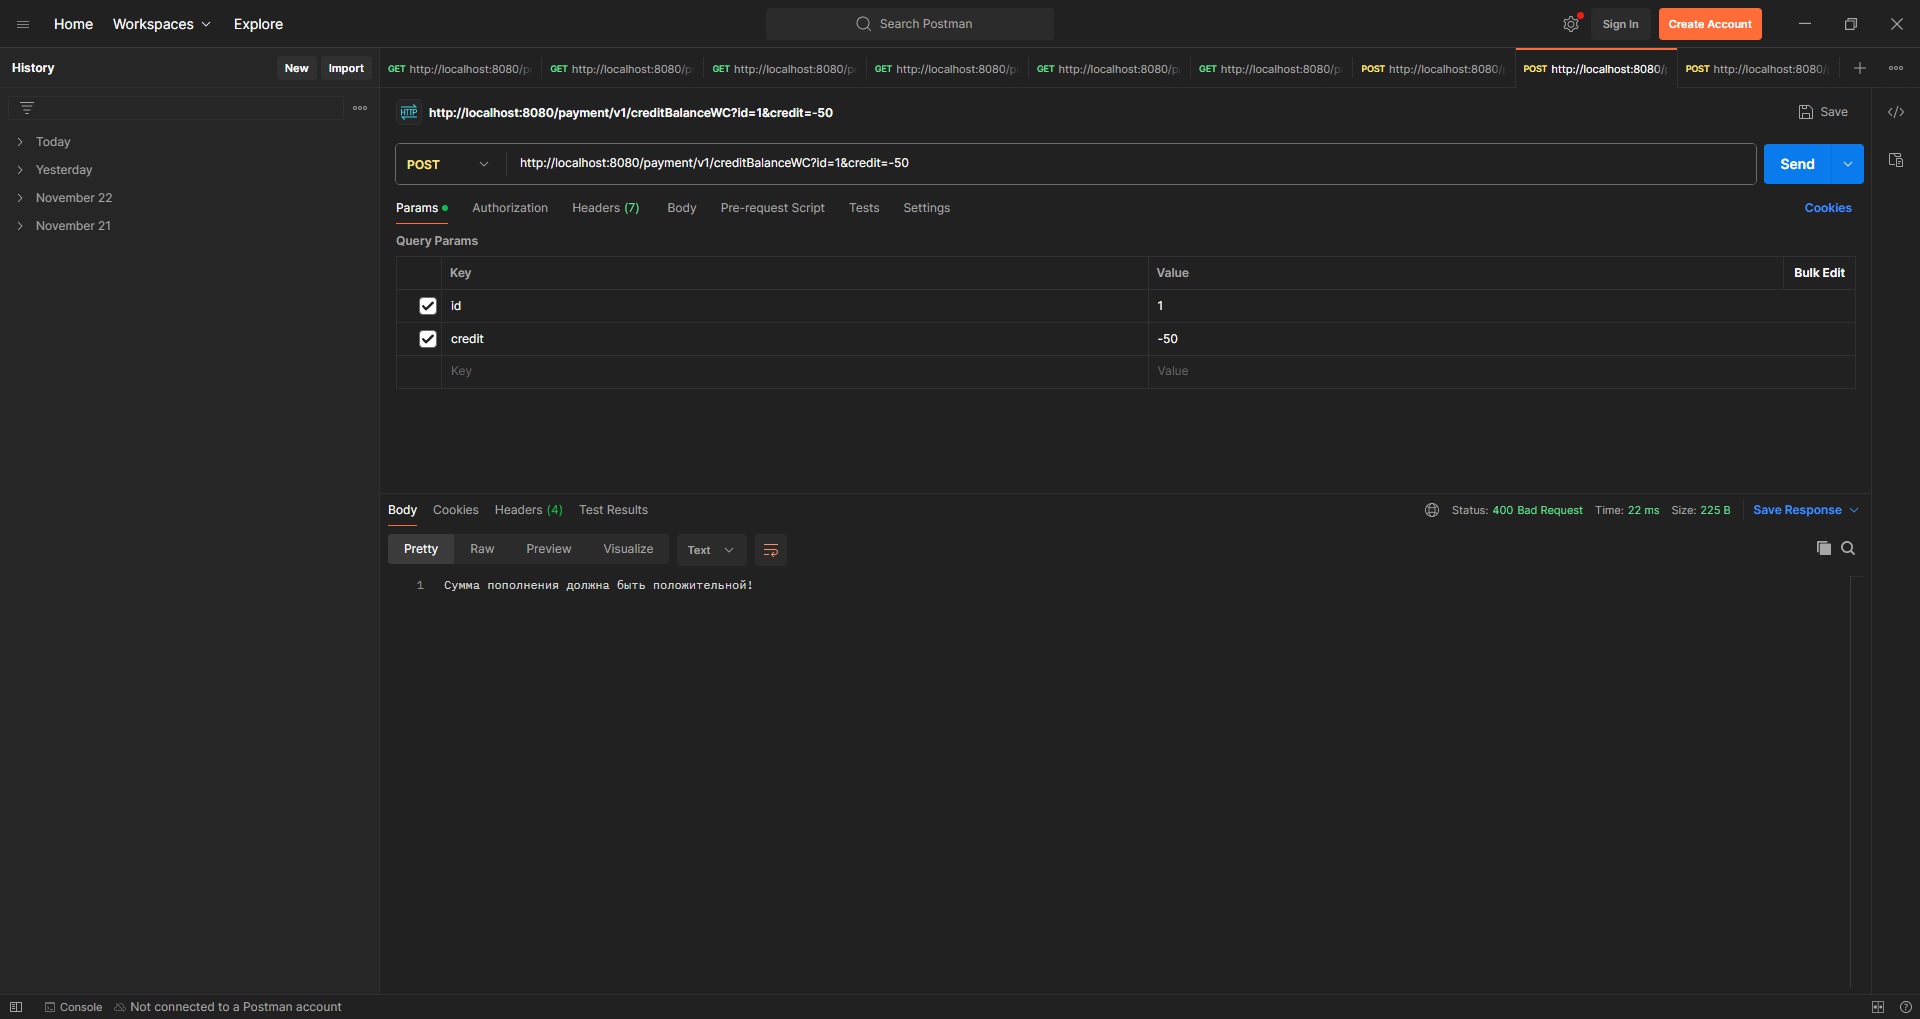 Home Workspaces Explore Search Postman Sign In Create Account
History New Import
GET http://localhost:8080/p GET http://localhost:8080/p GET http://localhost:8080/p GET http://localhost:8080/p GET http://localhost:8080/p GET http://localhost:8080/p POST http://localhost:8080/ POST http://localhost:8080/ POST http://localhost:8080/
Today
Yesterday
November 22
November 21
HTTP http://localhost:8080/payment/v1/creditBalanceWC?id=1&credit=-50 Save
POST http://localhost:8080/payment/v1/creditBalanceWC?id=1&credit=-50 Send
Params Authorization Headers (7) Body Pre-request Script Tests Settings Cookies
Query Params
Key Value Bulk Edit
id 1
credit -50
Key Value
Body Cookies Headers (4) Test Results Status: 400 Bad Request Time: 22 ms Size: 225 B Save Response
Pretty Raw Preview Visualize Text
1 Сумма пополнения должна быть положительной!
Console Not connected to a Postman account